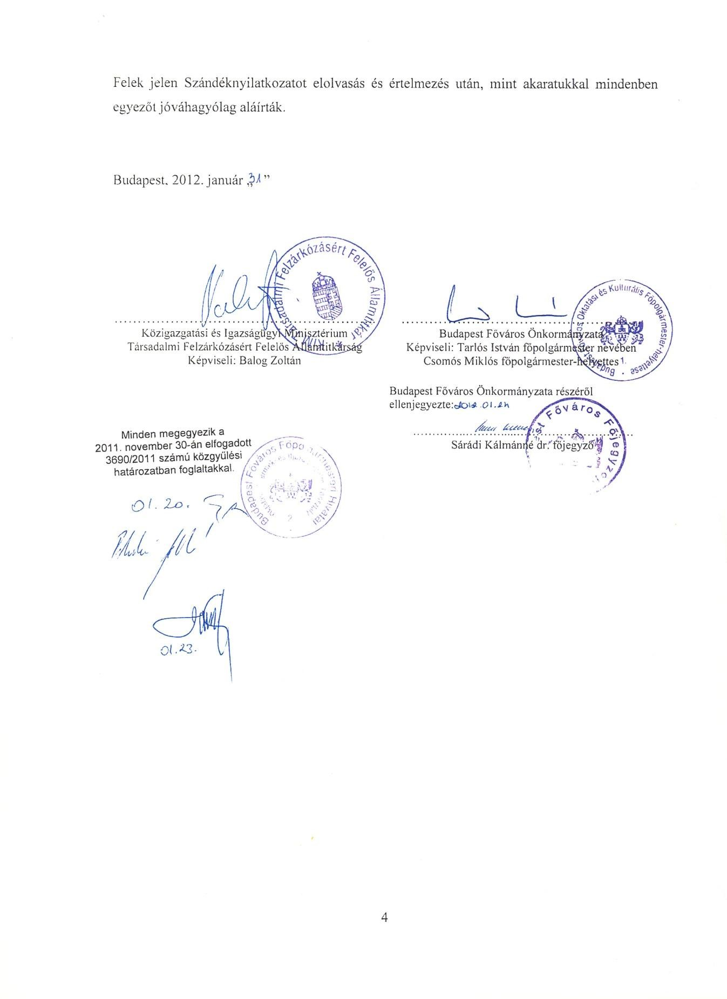 Felek jelen Szándéknyilatkozatot elolvasás és értelmezés után, mint akaratukkal mindenben
egyezőt jóváhagyólag aláírták.
Budapest, 2012. január „31”
Társadalmi Felzárkózásért Felelős Államtitkár
KIM
Közigazgatási és Igazságügyi Minisztérium
Társadalmi Felzárkózásért Felelős Államtitkárság
Képviseli: Balog Zoltán
Budapest Főváros Oktatási és Kulturális Főpolgármester-helyettese
1.
Budapest Főváros Önkormányzata
Képviseli: Tarlós István főpolgármester nevében
Csomós Miklós főpolgármester-helyettes
Budapest Főváros Önkormányzata részéről
ellenjegyezte: 2012.01.24
Főváros Főjegyző
Sárádi Kálmánné dr. főjegyző
Minden megegyezik a
2011. november 30-án elfogadott
3690/2011 számú közgyűlési
határozatban foglaltakkal.
Budapest Főváros Főpolgármesteri Hivatal
01.20.
01.23.
4